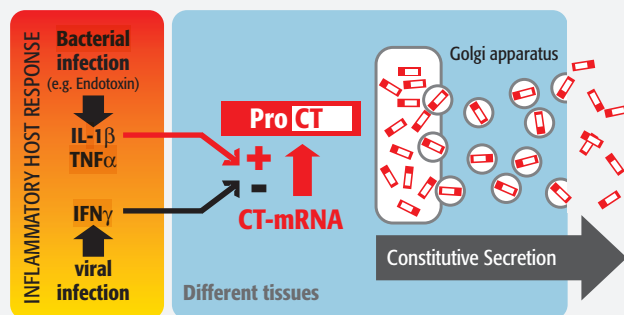 INFLAMMATORY HOST RESPONSE
Bacterial
infection
(e.g. Endotoxin)
IL-1β
TNFα
IFNγ
viral
infection
Pro CT
+
-
CT-mRNA
Different tissues
Golgi apparatus
Constitutive Secretion